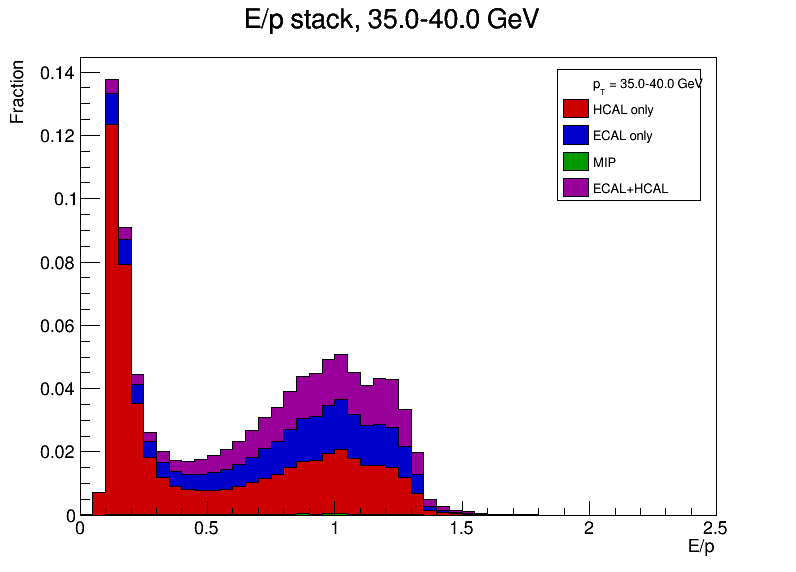 E/p stack, 35.0-40.0 GeV
Fraction
0.14
0.12
0.1
0.08
0.06
0.04
0.02
0
p_T = 35.0-40.0 GeV
HCAL only
ECAL only
MIP
ECAL+HCAL
0 0.5 1 1.5 2 2.5
E/p